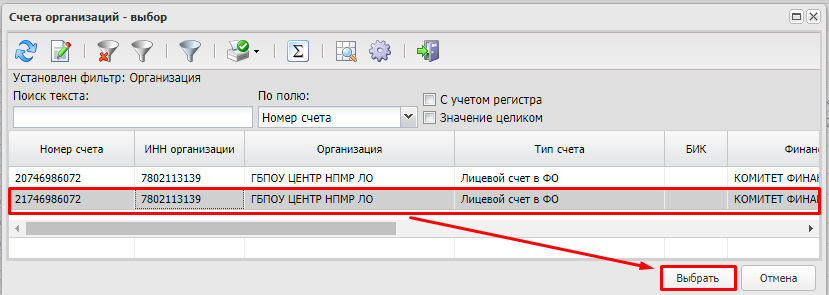 Счета организаций - выбор
Установлен фильтр: Организация
Поиск текста: По полю: С учетом регистра
Номер счета Значение целиком
Номер счета ИНН организации Организация Тип счета БИК Финанс
20746986072 7802113139 ГБПОУ ЦЕНТР НПМР ЛО Лицевой счет в ФО КОМИТЕТ ФИНАН
21746986072 7802113139 ГБПОУ ЦЕНТР НПМР ЛО Лицевой счет в ФО КОМИТЕТ ФИНАН
Выбрать Отмена